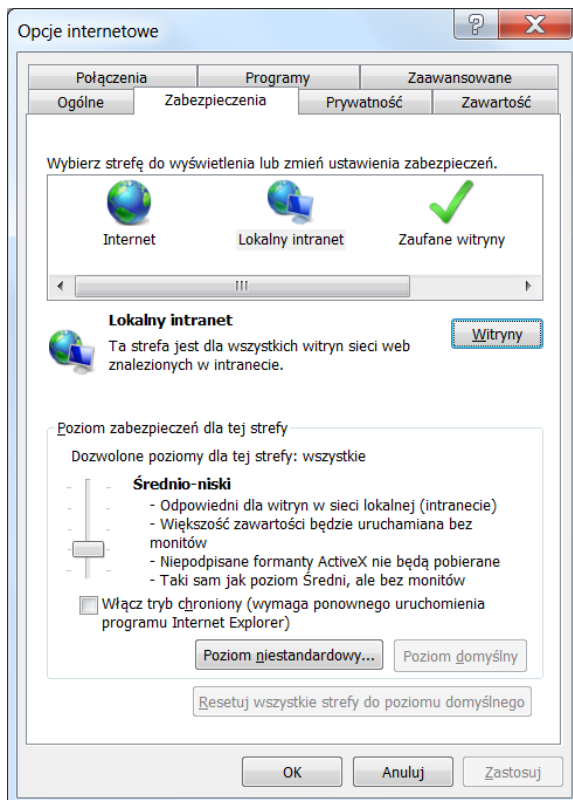 Opcje internetowe
Połączenia Programy Zaawansowane
Ogólne Zabezpieczenia Prywatność Zawartość
Wybierz strefę do wyświetlenia lub zmień ustawienia zabezpieczeń.
Internet Lokalny intranet Zaufane witryny
Lokalny intranet
Ta strefa jest dla wszystkich witryn sieci web
znalezionych w intranecie.
Witryny
Poziom zabezpieczeń dla tej strefy
Dozwolone poziomy dla tej strefy: wszystkie
Średnio-niski
- Odpowiedni dla witryn w sieci lokalnej (intranecie)
- Większość zawartości będzie uruchamiana bez
monitów
- Niepodpisane formanty ActiveX nie będą pobierane
- Taki sam jak poziom Średni, ale bez monitów
Włącz tryb chroniony (wymaga ponownego uruchomienia
programu Internet Explorer)
Poziom niestandardowy... Poziom domyślny
Resetuj wszystkie strefy do poziomu domyślnego
OK Anuluj Zastosuj